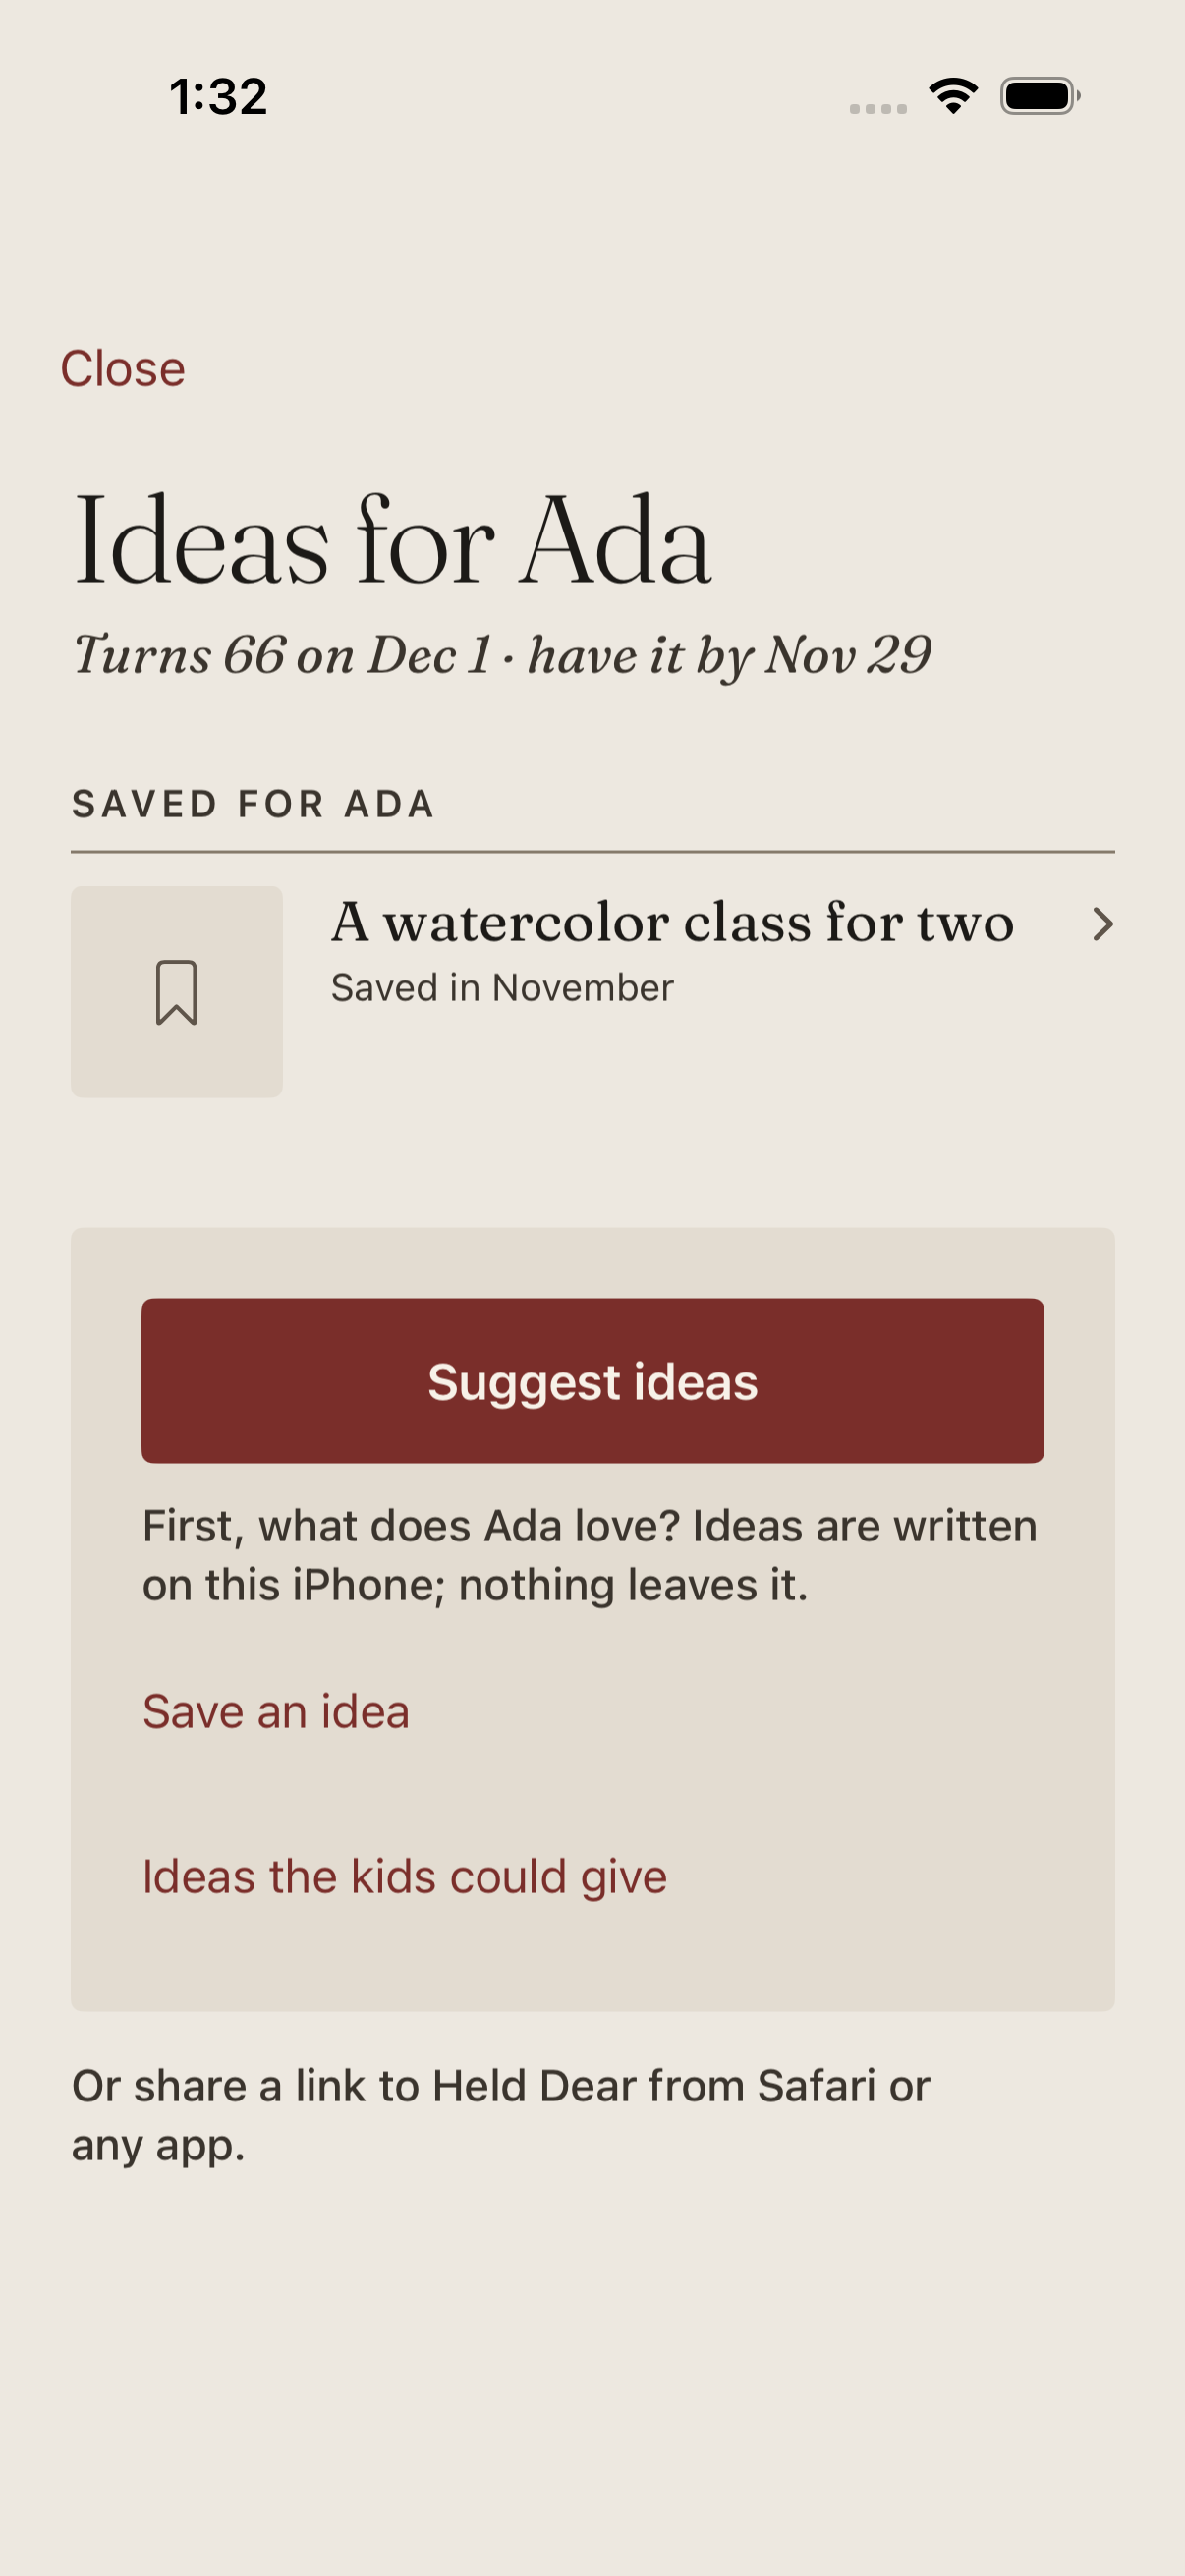 1:32
Close
Ideas for Ada
Turns 66 on Dec 1 · have it by Nov 29
SAVED FOR ADA
A watercolor class for two
Saved in November
Suggest ideas
First, what does Ada love? Ideas are written
on this iPhone; nothing leaves it.
Save an idea
Ideas the kids could give
Or share a link to Held Dear from Safari or
any app.